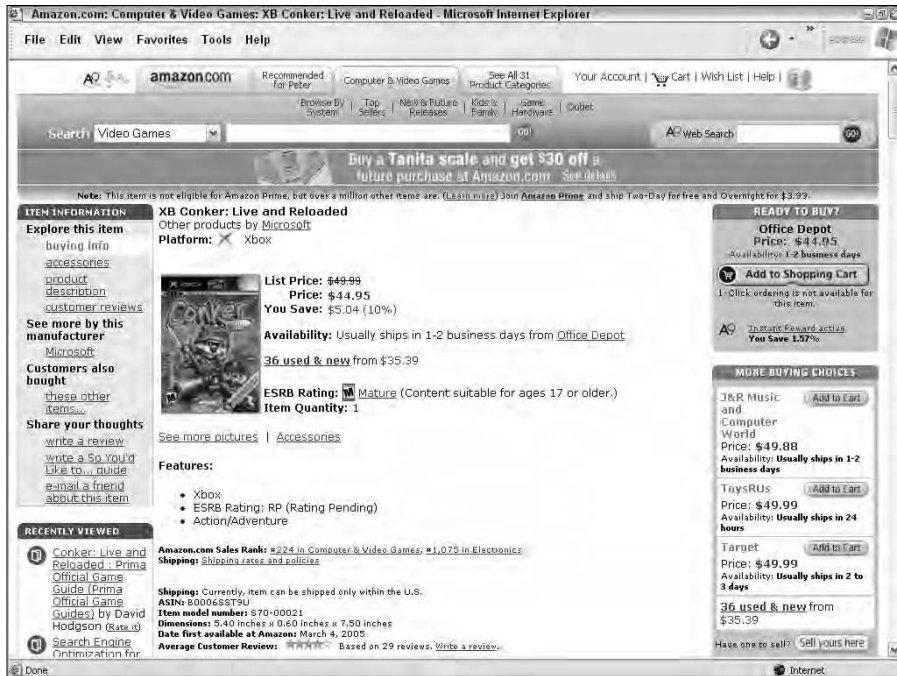 Amazon.com: Computer & Video Games: XB Conker: Live and Reloaded - Microsoft Internet Explorer
File Edit View Favorites Tools Help
amazon.com
Recommended for Peter
Computer & Video Games
See All 31 Product Categories
Your Account | Cart | Wish List | Help |
Browse By System | Top Sellers | New & Future Releases | Kids & Family | Game Hardware | Outlet
Search Video Games GO!
A9 Web Search GO!
Buy a Tanita scale and get $30 off a
future purchase at Amazon.com See details
Note: This item is not eligible for Amazon Prime, but over a million other items are. (Learn more) Join Amazon Prime and ship Two-Day for free and Overnight for $3.99.
ITEM INFORMATION
Explore this item
buying info
accessories
product
description
customer reviews
See more by this
manufacturer
Microsoft
Customers also
bought
these other
items...
Share your thoughts
write a review
write a So You'd
Like to... guide
e-mail a friend
about this item
RECENTLY VIEWED
Conker: Live and
Reloaded : Prima
Official Game
Guide (Prima
Official Game
Guides) by David
Hodgson (Rate it)
Search Engine
Optimization for
XB Conker: Live and Reloaded
Other products by Microsoft
Platform: Xbox
Conker
List Price: $49.99
Price: $44.95
You Save: $5.04 (10%)
Availability: Usually ships in 1-2 business days from Office Depot
36 used & new from $35.39
ESRB Rating: Mature (Content suitable for ages 17 or older.)
Item Quantity: 1
See more pictures | Accessories
Features:
• Xbox
• ESRB Rating: RP (Rating Pending)
• Action/Adventure
Amazon.com Sales Rank: #224 in Computer & Video Games, #1,075 in Electronics
Shipping: Shipping rates and policies
Shipping: Currently, item can be shipped only within the U.S.
ASIN: B0006SST9U
Item model number: S70-00021
Dimensions: 5.40 inches x 0.60 inches x 7.50 inches
Date first available at Amazon: March 4, 2005
Average Customer Review: Based on 29 reviews. Write a review.
READY TO BUY?
Office Depot
Price: $44.95
Availability: 1-2 business days
Add to Shopping Cart
1-Click ordering is not available for
this item.
A9 Instant Reward active
You Save 1.57%
MORE BUYING CHOICES
J&R Music
and
Computer
World
Add to Cart
Price: $49.88
Availability: Usually ships in 1-2
business days
ToysRUs Add to Cart
Price: $49.99
Availability: Usually ships in 24
hours
Target Add to Cart
Price: $49.99
Availability: Usually ships in 2 to
3 days
36 used & new from
$35.39
Have one to sell? Sell yours here
Done
Internet